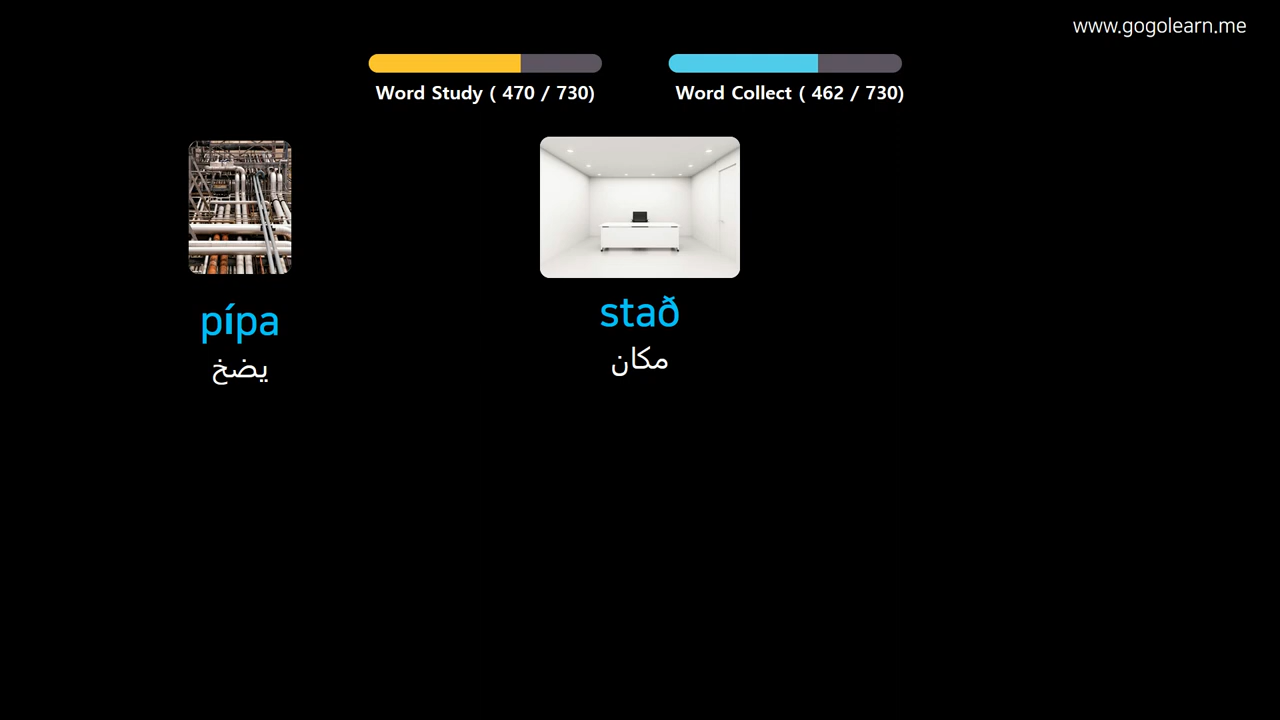 www.gogolearn.me
Word Study ( 470 / 730)
Word Collect ( 462 / 730)
pípa
يضخ
stað
مكان